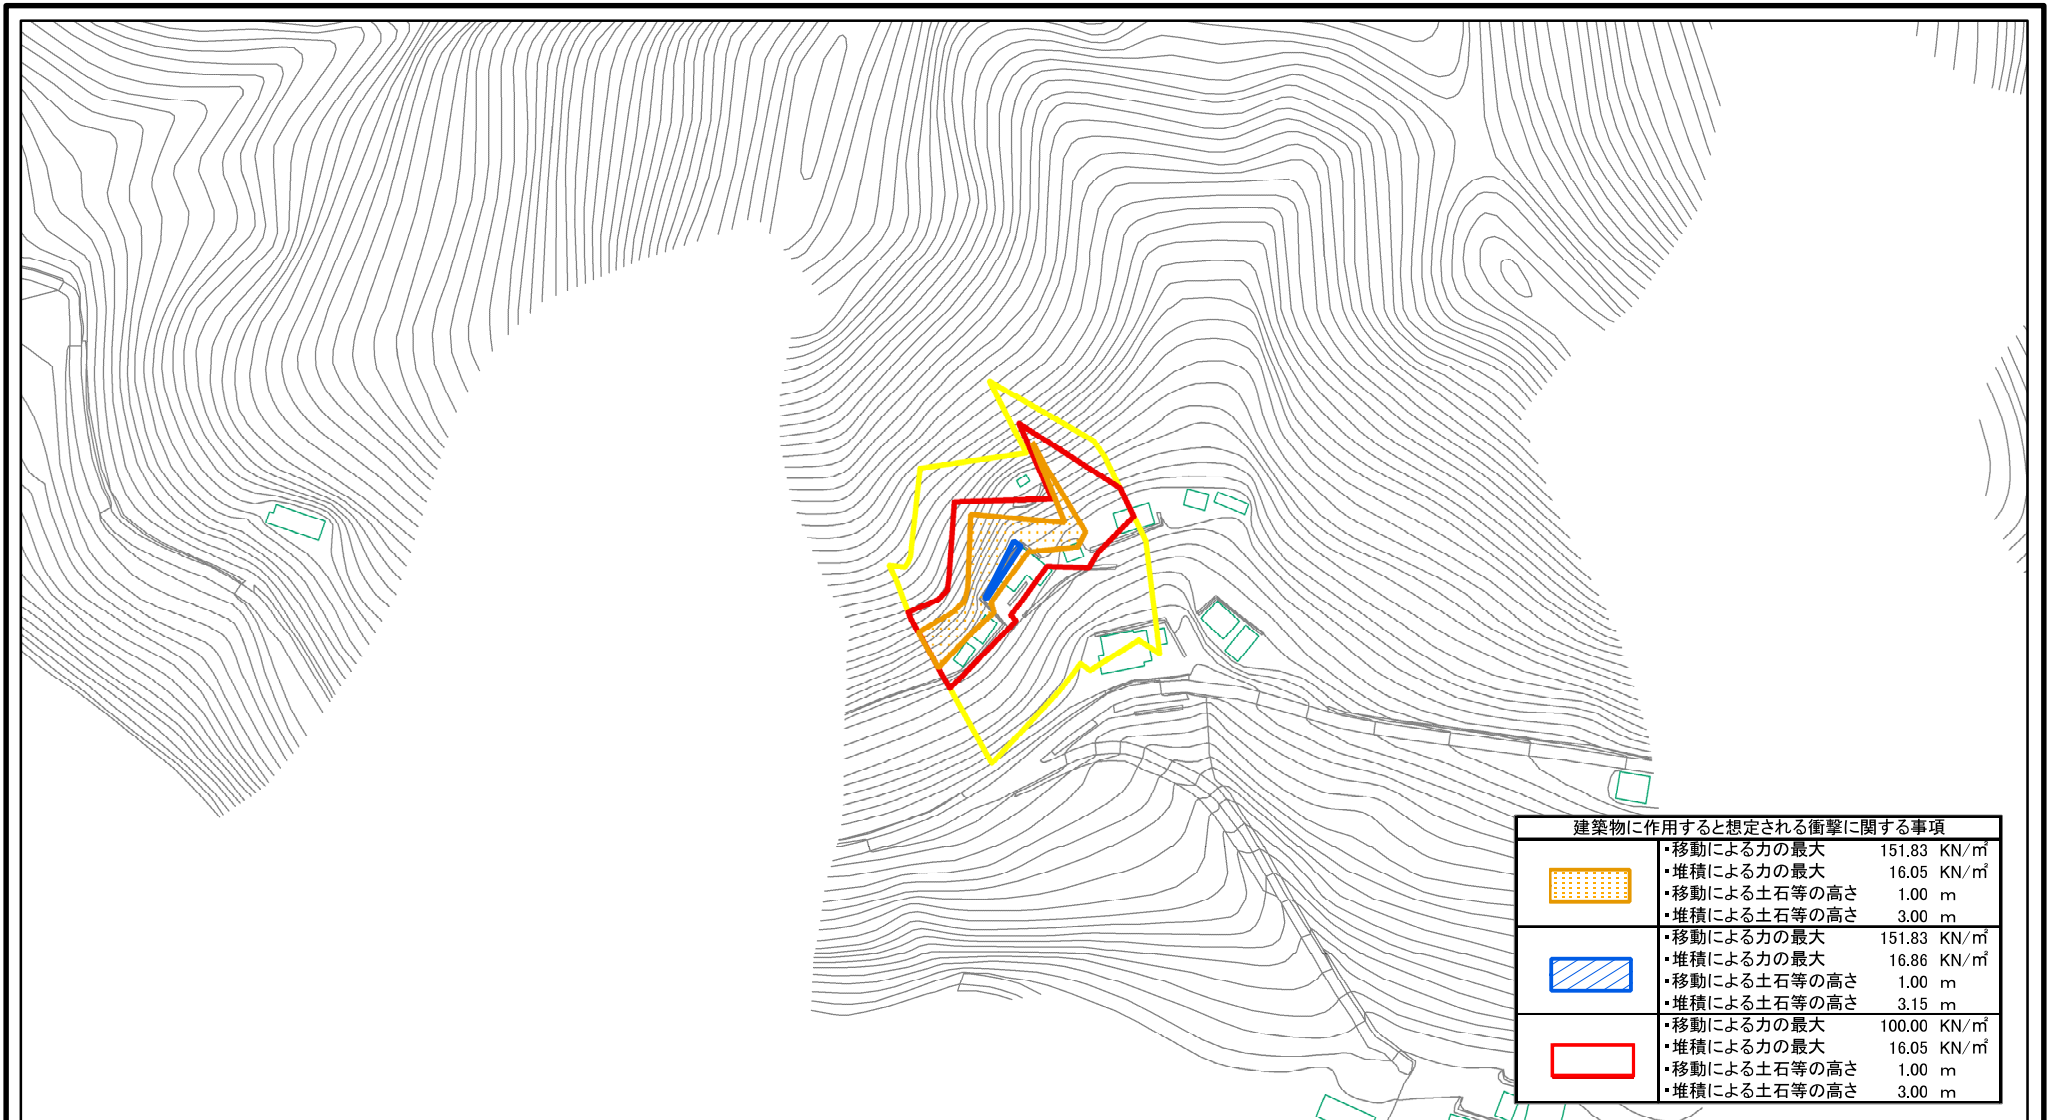 建築物に作用すると想定される衝撃に関する事項
・移動による力の最大 151.83 KN/㎡
・堆積による力の最大 16.05 KN/㎡
・移動による土石等の高さ 1.00 m
・堆積による土石等の高さ 3.00 m
・移動による力の最大 151.83 KN/㎡
・堆積による力の最大 16.86 KN/㎡
・移動による土石等の高さ 1.00 m
・堆積による土石等の高さ 3.15 m
・移動による力の最大 100.00 KN/㎡
・堆積による力の最大 16.05 KN/㎡
・移動による土石等の高さ 1.00 m
・堆積による土石等の高さ 3.00 m